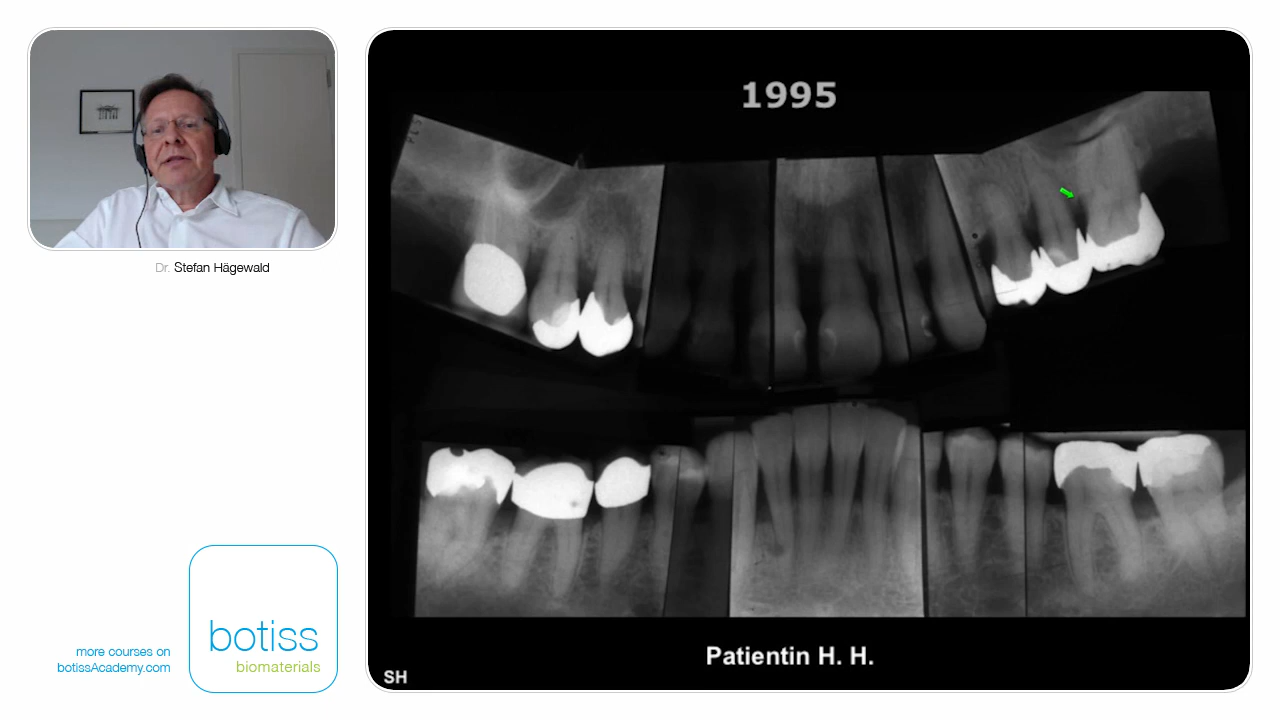 1995
Dr. Stefan Hägewald
botiss
biomaterials
more courses on
botissAcademy.com
Patientin H. H.
SH